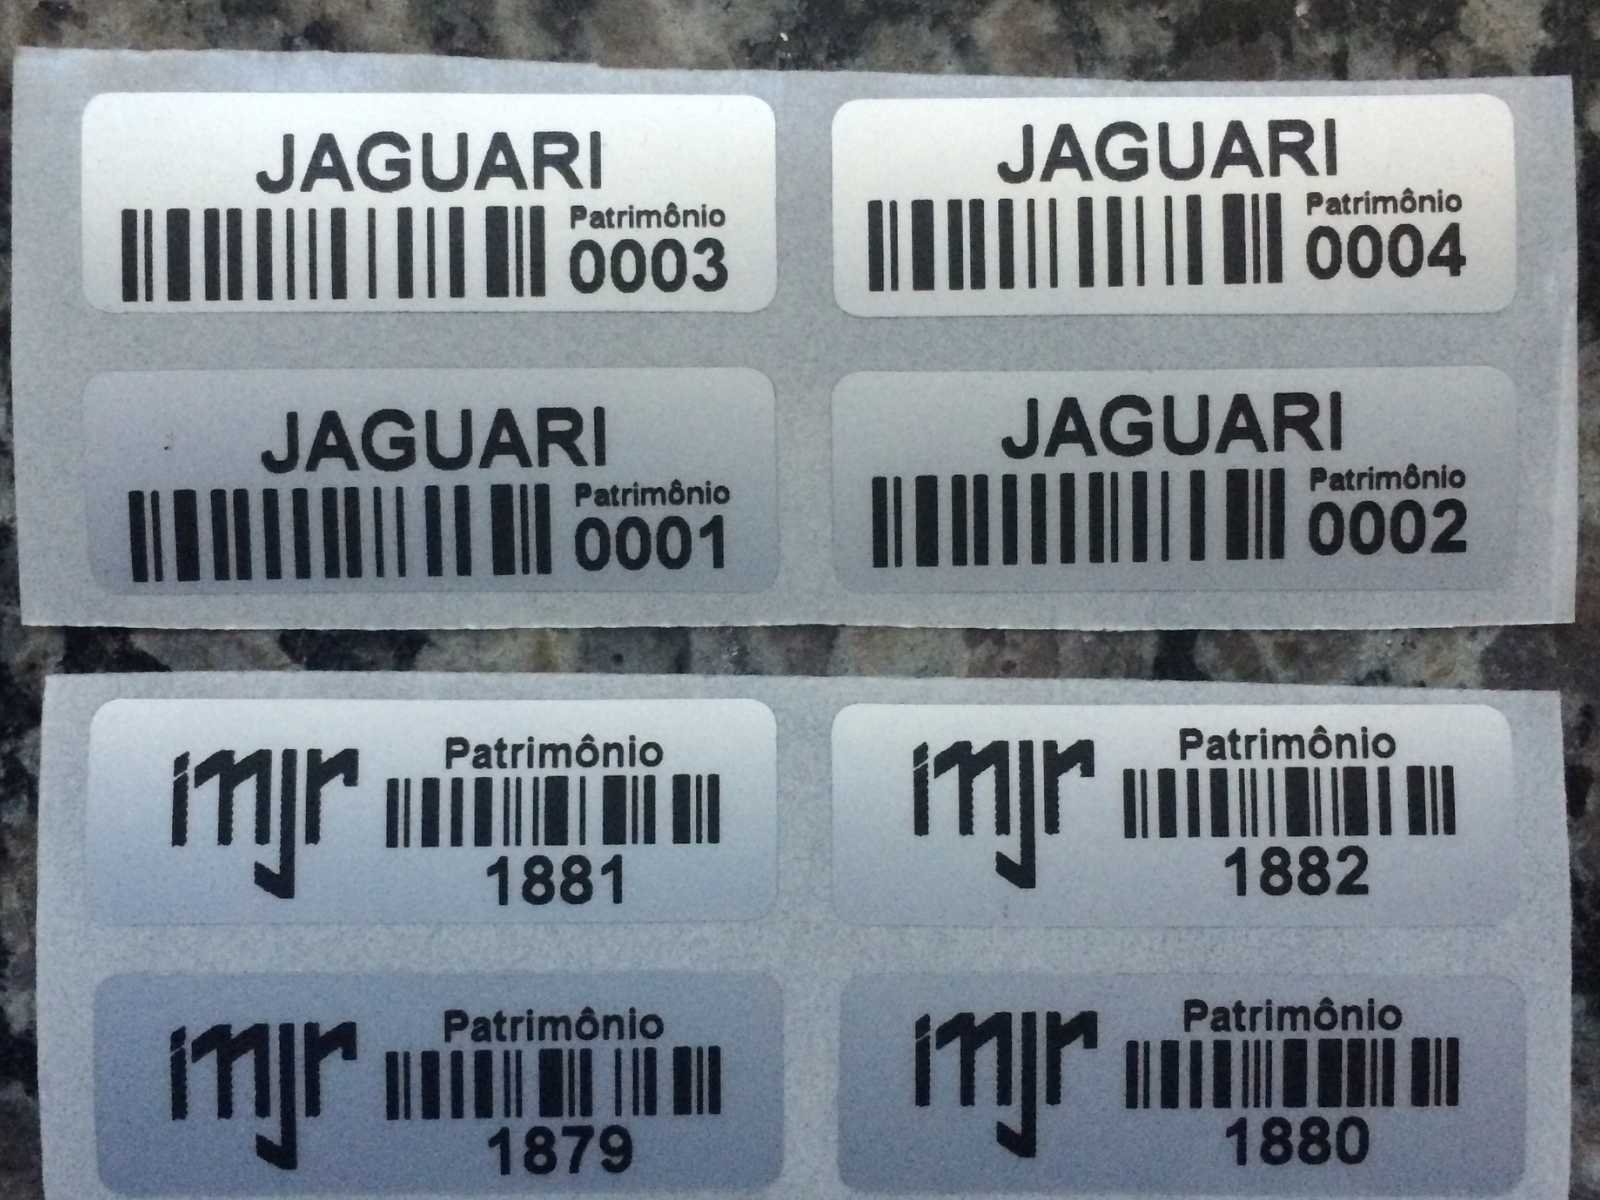 JAGUARI
Patrimônio
0003
JAGUARI
Patrimônio
0004
JAGUARI
Patrimônio
0001
JAGUARI
Patrimônio
0002
imjr
Patrimônio
1881
imjr
Patrimônio
1882
imjr
Patrimônio
1879
imjr
Patrimônio
1880